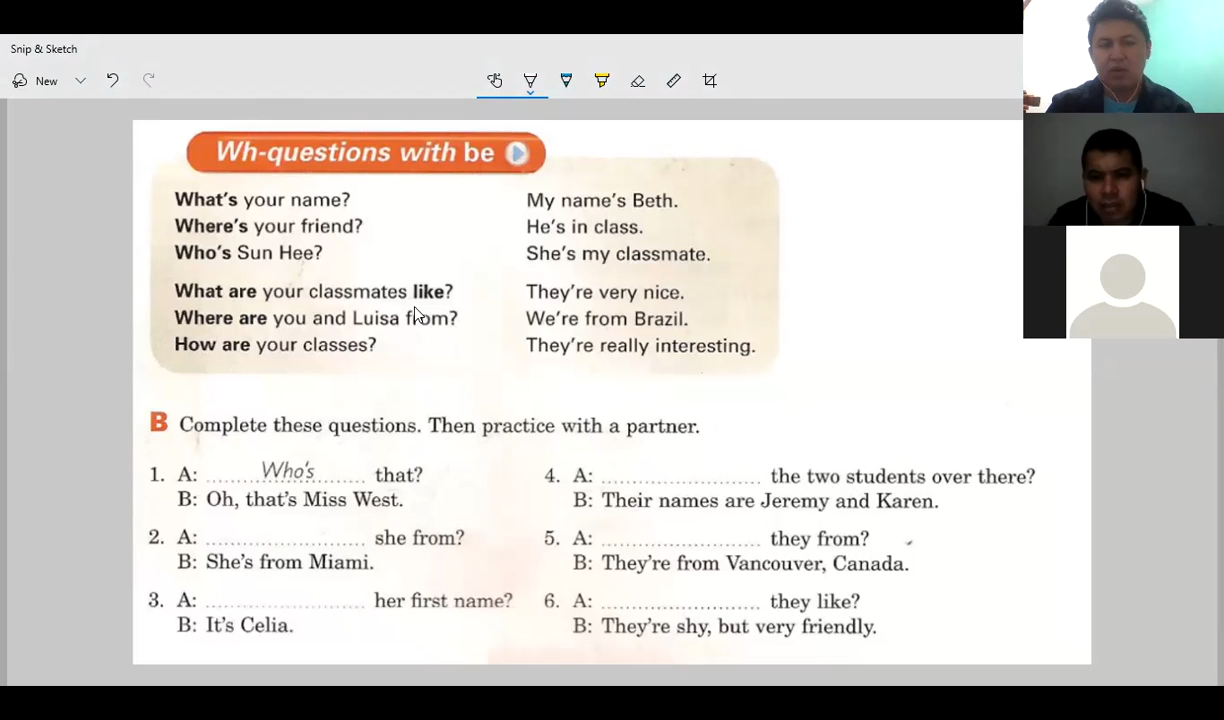 Snip & Sketch
New
Wh-questions with be
What's your name? My name's Beth.
Where's your friend? He's in class.
Who's Sun Hee? She's my classmate.
What are your classmates like? They're very nice.
Where are you and Luisa from? We're from Brazil.
How are your classes? They're really interesting.
B Complete these questions. Then practice with a partner.
1. A: Who's that?
B: Oh, that's Miss West.
2. A: ........................ she from?
B: She's from Miami.
3. A: ........................ her first name?
B: It's Celia.
4. A: ........................ the two students over there?
B: Their names are Jeremy and Karen.
5. A: ........................ they from?
B: They're from Vancouver, Canada.
6. A: ........................ they like?
B: They're shy, but very friendly.